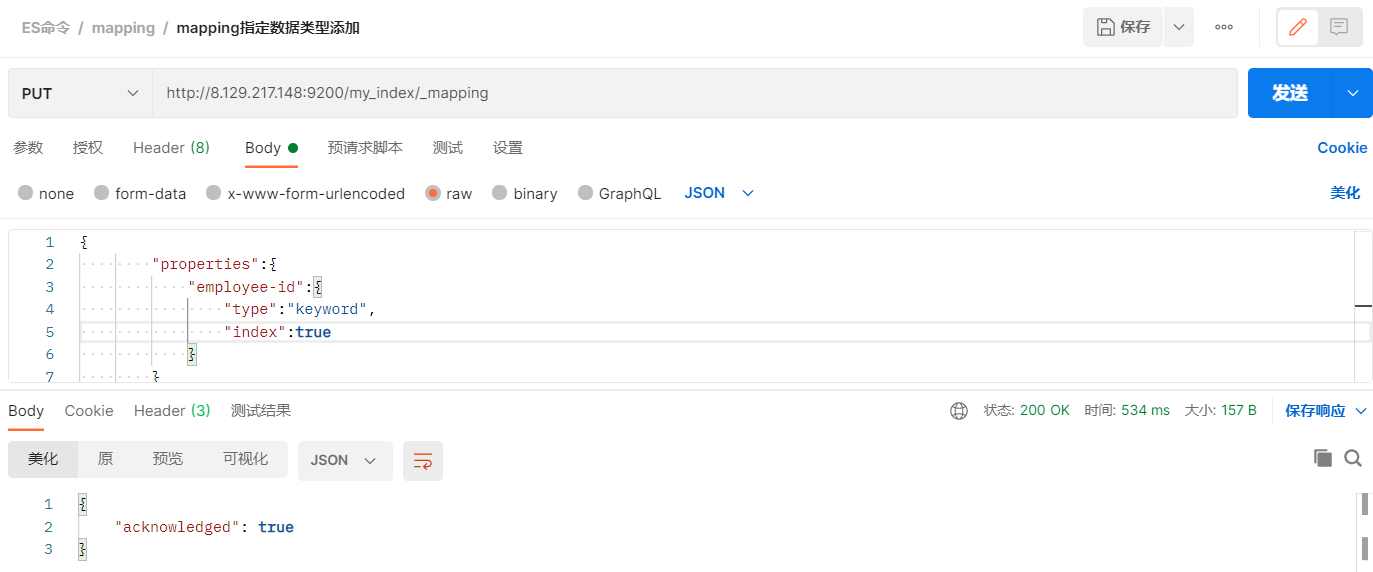 ES命令 / mapping / mapping指定数据类型添加
保存
PUT
http://8.129.217.148:9200/my_index/_mapping
发送
参数 授权 Header (8) Body 预请求脚本 测试 设置 Cookie
none form-data x-www-form-urlencoded raw binary GraphQL JSON 美化
1 {
2 "properties":{
3 "employee-id":{
4 "type":"keyword",
5 "index":true
6 }
7 }
Body Cookie Header (3) 测试结果 状态: 200 OK 时间: 534 ms 大小: 157 B 保存响应
美化 原 预览 可视化 JSON
1 {
2 "acknowledged": true
3 }